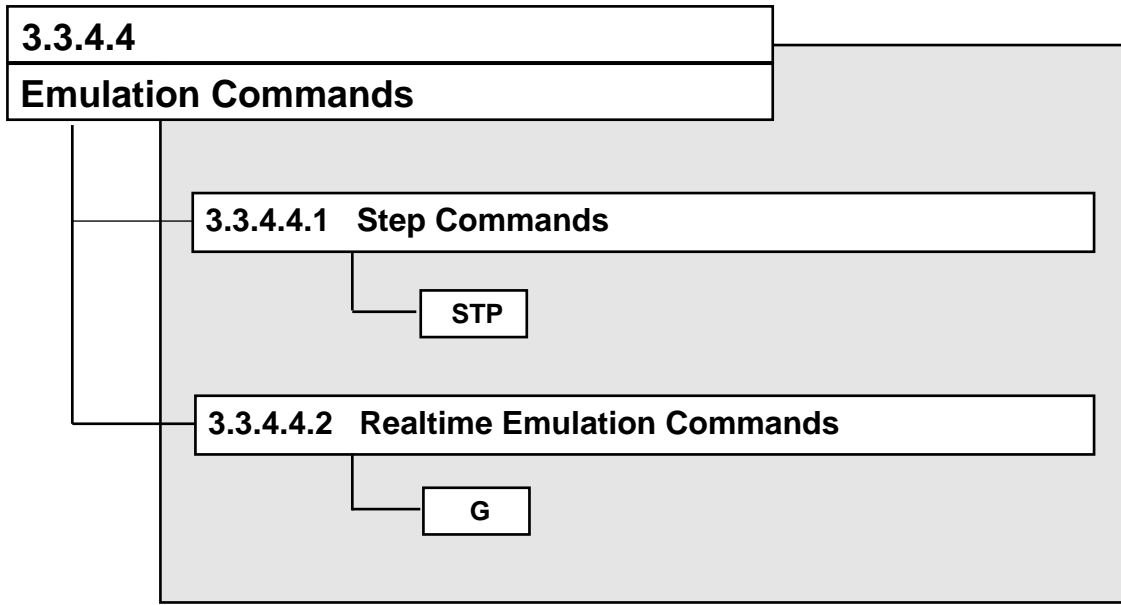 3.3.4.4
Emulation Commands
3.3.4.4.1 Step Commands
STP
3.3.4.4.2 Realtime Emulation Commands
G